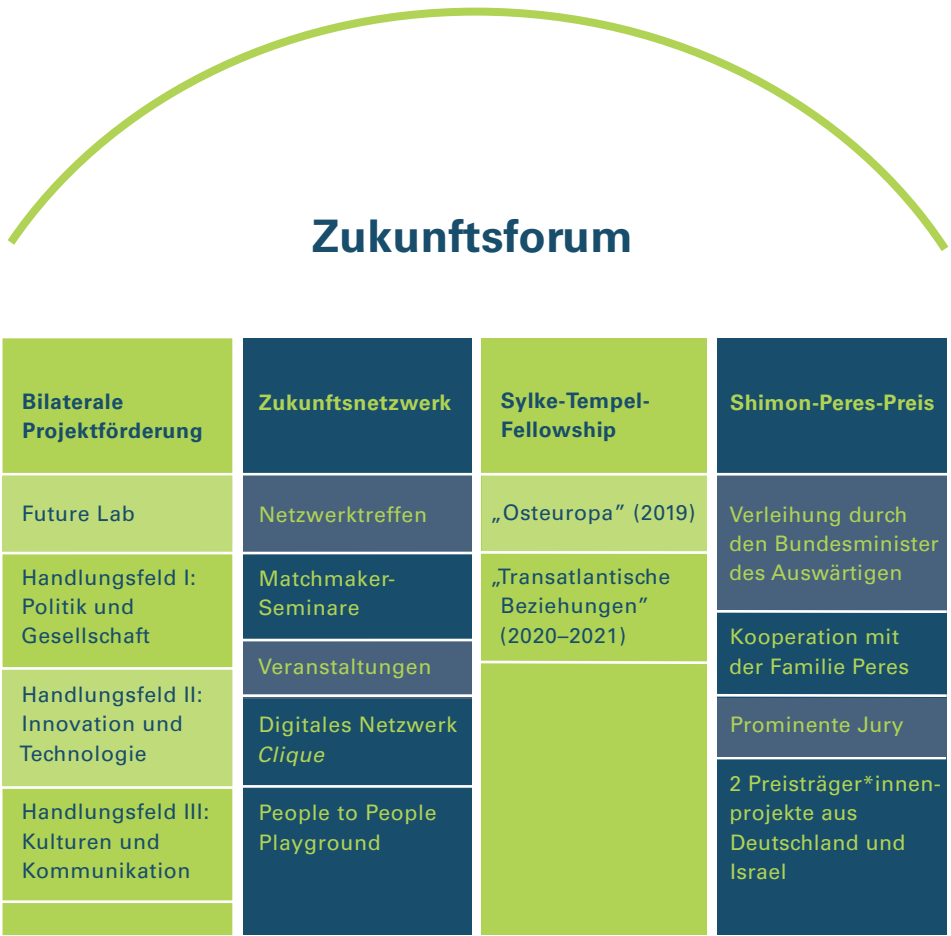 Zukunftsforum
Bilaterale
Projektförderung
Future Lab
Handlungsfeld I:
Politik und
Gesellschaft
Handlungsfeld II:
Innovation und
Technologie
Handlungsfeld III:
Kulturen und
Kommunikation
Zukunftsnetzwerk
Netzwerktreffen
Matchmaker-
Seminare
Veranstaltungen
Digitales Netzwerk
Clique
People to People
Playground
Sylke-Tempel-
Fellowship
„Osteuropa” (2019)
„Transatlantische
Beziehungen”
(2020–2021)
Shimon-Peres-Preis
Verleihung durch
den Bundesminister
des Auswärtigen
Kooperation mit
der Familie Peres
Prominente Jury
2 Preisträger*innen-
projekte aus
Deutschland und
Israel